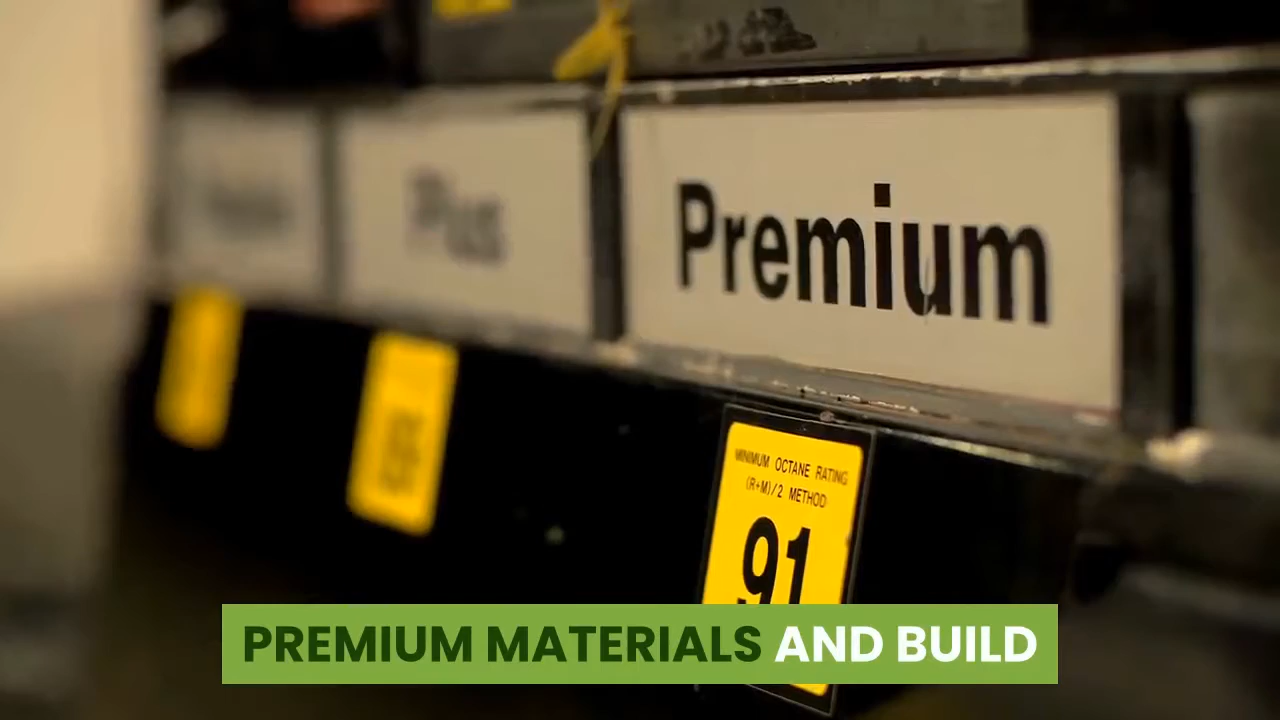 Plus
Premium
MINIMUM OCTANE RATING
(R+M)/2 METHOD
91
PREMIUM MATERIALS AND BUILD